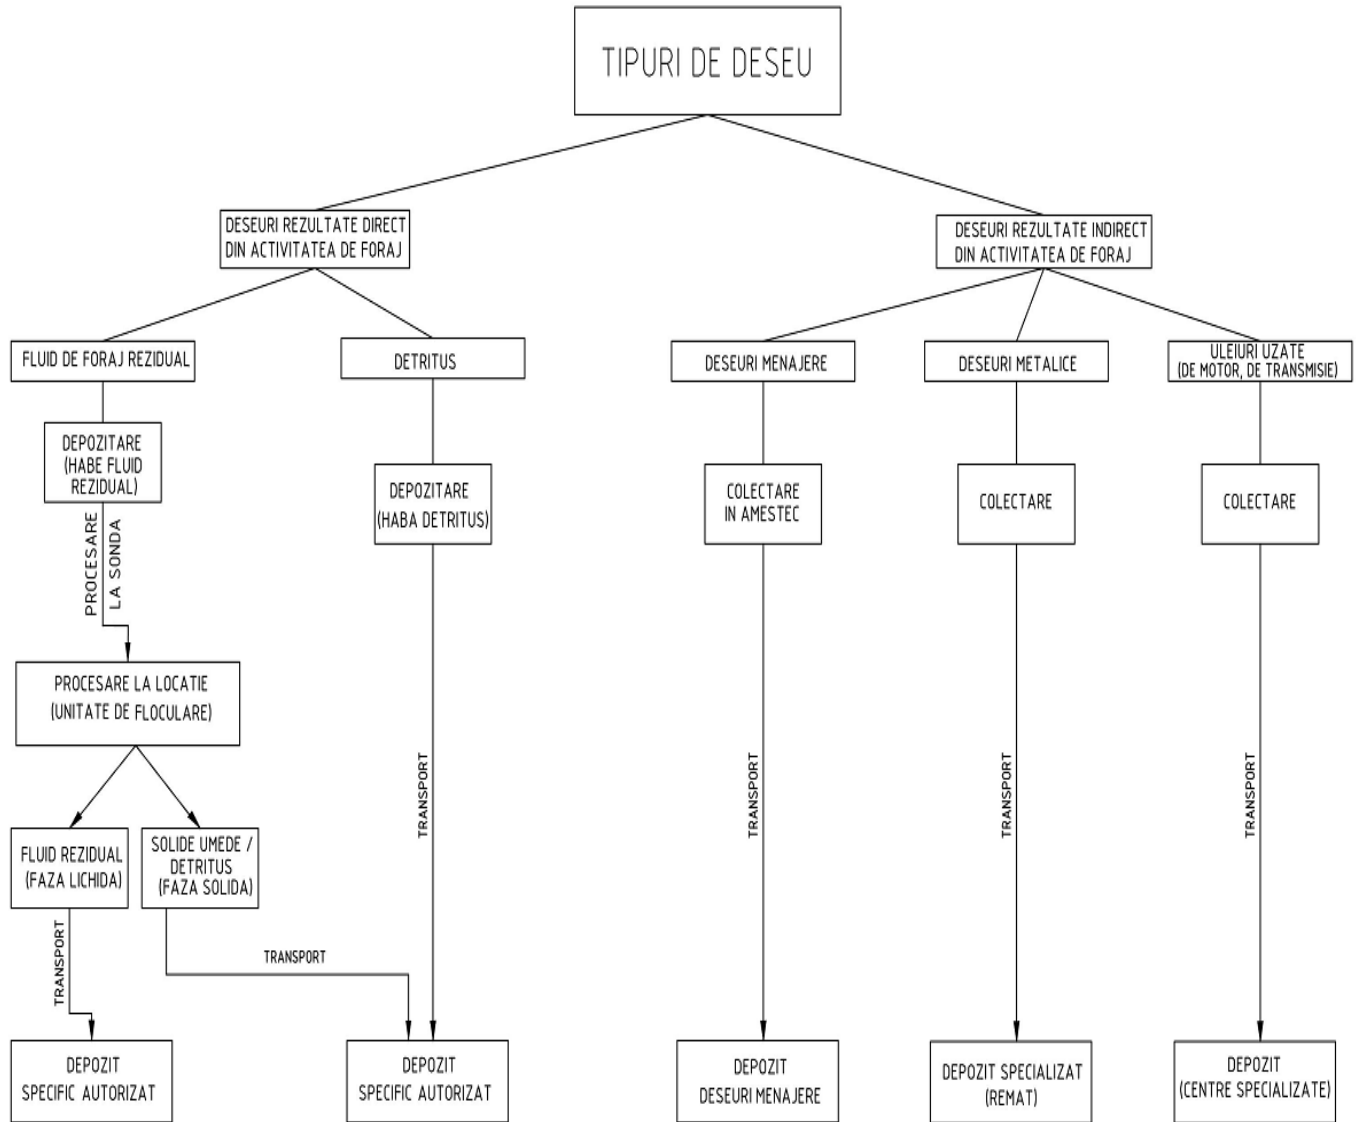 TIPURI DE DESEU
DESEURI REZULTATE DIRECT
DIN ACTIVITATEA DE FORAJ
DESEURI REZULTATE INDIRECT
DIN ACTIVITATEA DE FORAJ
FLUID DE FORAJ REZIDUAL
DETRITUS
DESEURI MENAJERE
DESEURI METALICE
ULEIURI UZATE
(DE MOTOR, DE TRANSMISIE)
DEPOZITARE
(HABE FLUID
REZIDUAL)
DEPOZITARE
(HABA DETRITUS)
COLECTARE
IN AMESTEC
COLECTARE
COLECTARE
PROCESARE
LA SONDA
PROCESARE LA LOCATIE
(UNITATE DE FLOCULARE)
TRANSPORT
TRANSPORT
TRANSPORT
TRANSPORT
FLUID REZIDUAL
(FAZA LICHIDA)
SOLIDE UMEDE /
DETRITUS
(FAZA SOLIDA)
TRANSPORT
TRANSPORT
DEPOZIT
SPECIFIC AUTORIZAT
DEPOZIT
SPECIFIC AUTORIZAT
DEPOZIT
DESEURI MENAJERE
DEPOZIT SPECIALIZAT
(REMAT)
DEPOZIT
(CENTRE SPECIALIZATE)